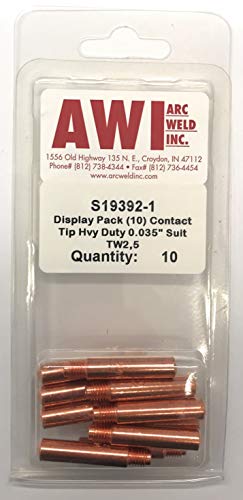 AWI ARC WELD INC.
1556 Old Highway 135 N. E., Croydon, IN 47112
Phone# (812) 738-4344 • Fax# (812) 736-4454
www.arcweldinc.com
S19392-1
Display Pack (10) Contact
Tip Hvy Duty 0.035" Suit
TW2,5
Quantity: 10